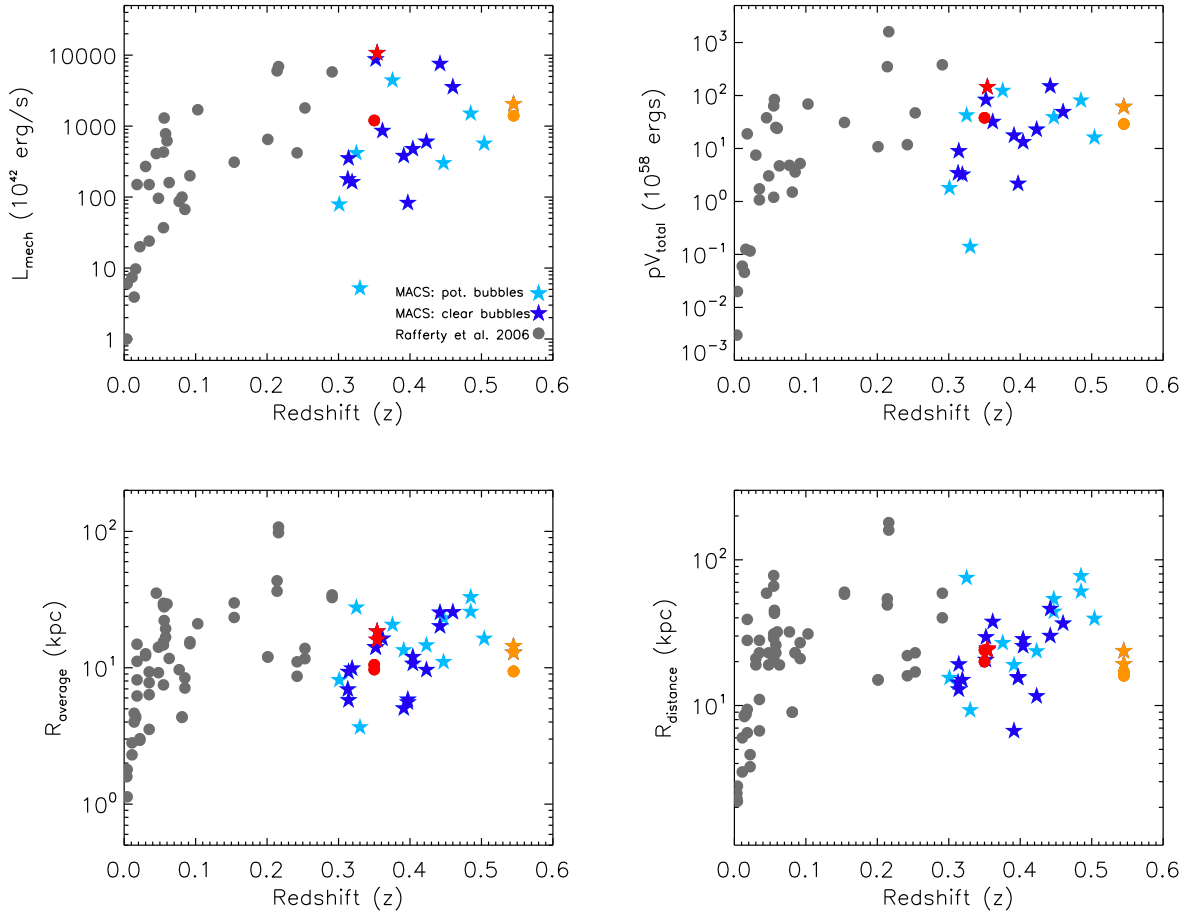 10000
1000
100
10
1
L_mech (10^42 erg/s)
MACS: pot. bubbles
MACS: clear bubbles
Rafferty et al. 2006
0.0 0.1 0.2 0.3 0.4 0.5 0.6
Redshift (z)
10^3
10^2
10^1
10^0
10^-1
10^-2
10^-3
pV_total (10^58 ergs)
0.0 0.1 0.2 0.3 0.4 0.5 0.6
Redshift (z)
10^2
10^1
10^0
R_average (kpc)
0.0 0.1 0.2 0.3 0.4 0.5 0.6
Redshift (z)
10^2
10^1
R_distance (kpc)
0.0 0.1 0.2 0.3 0.4 0.5 0.6
Redshift (z)